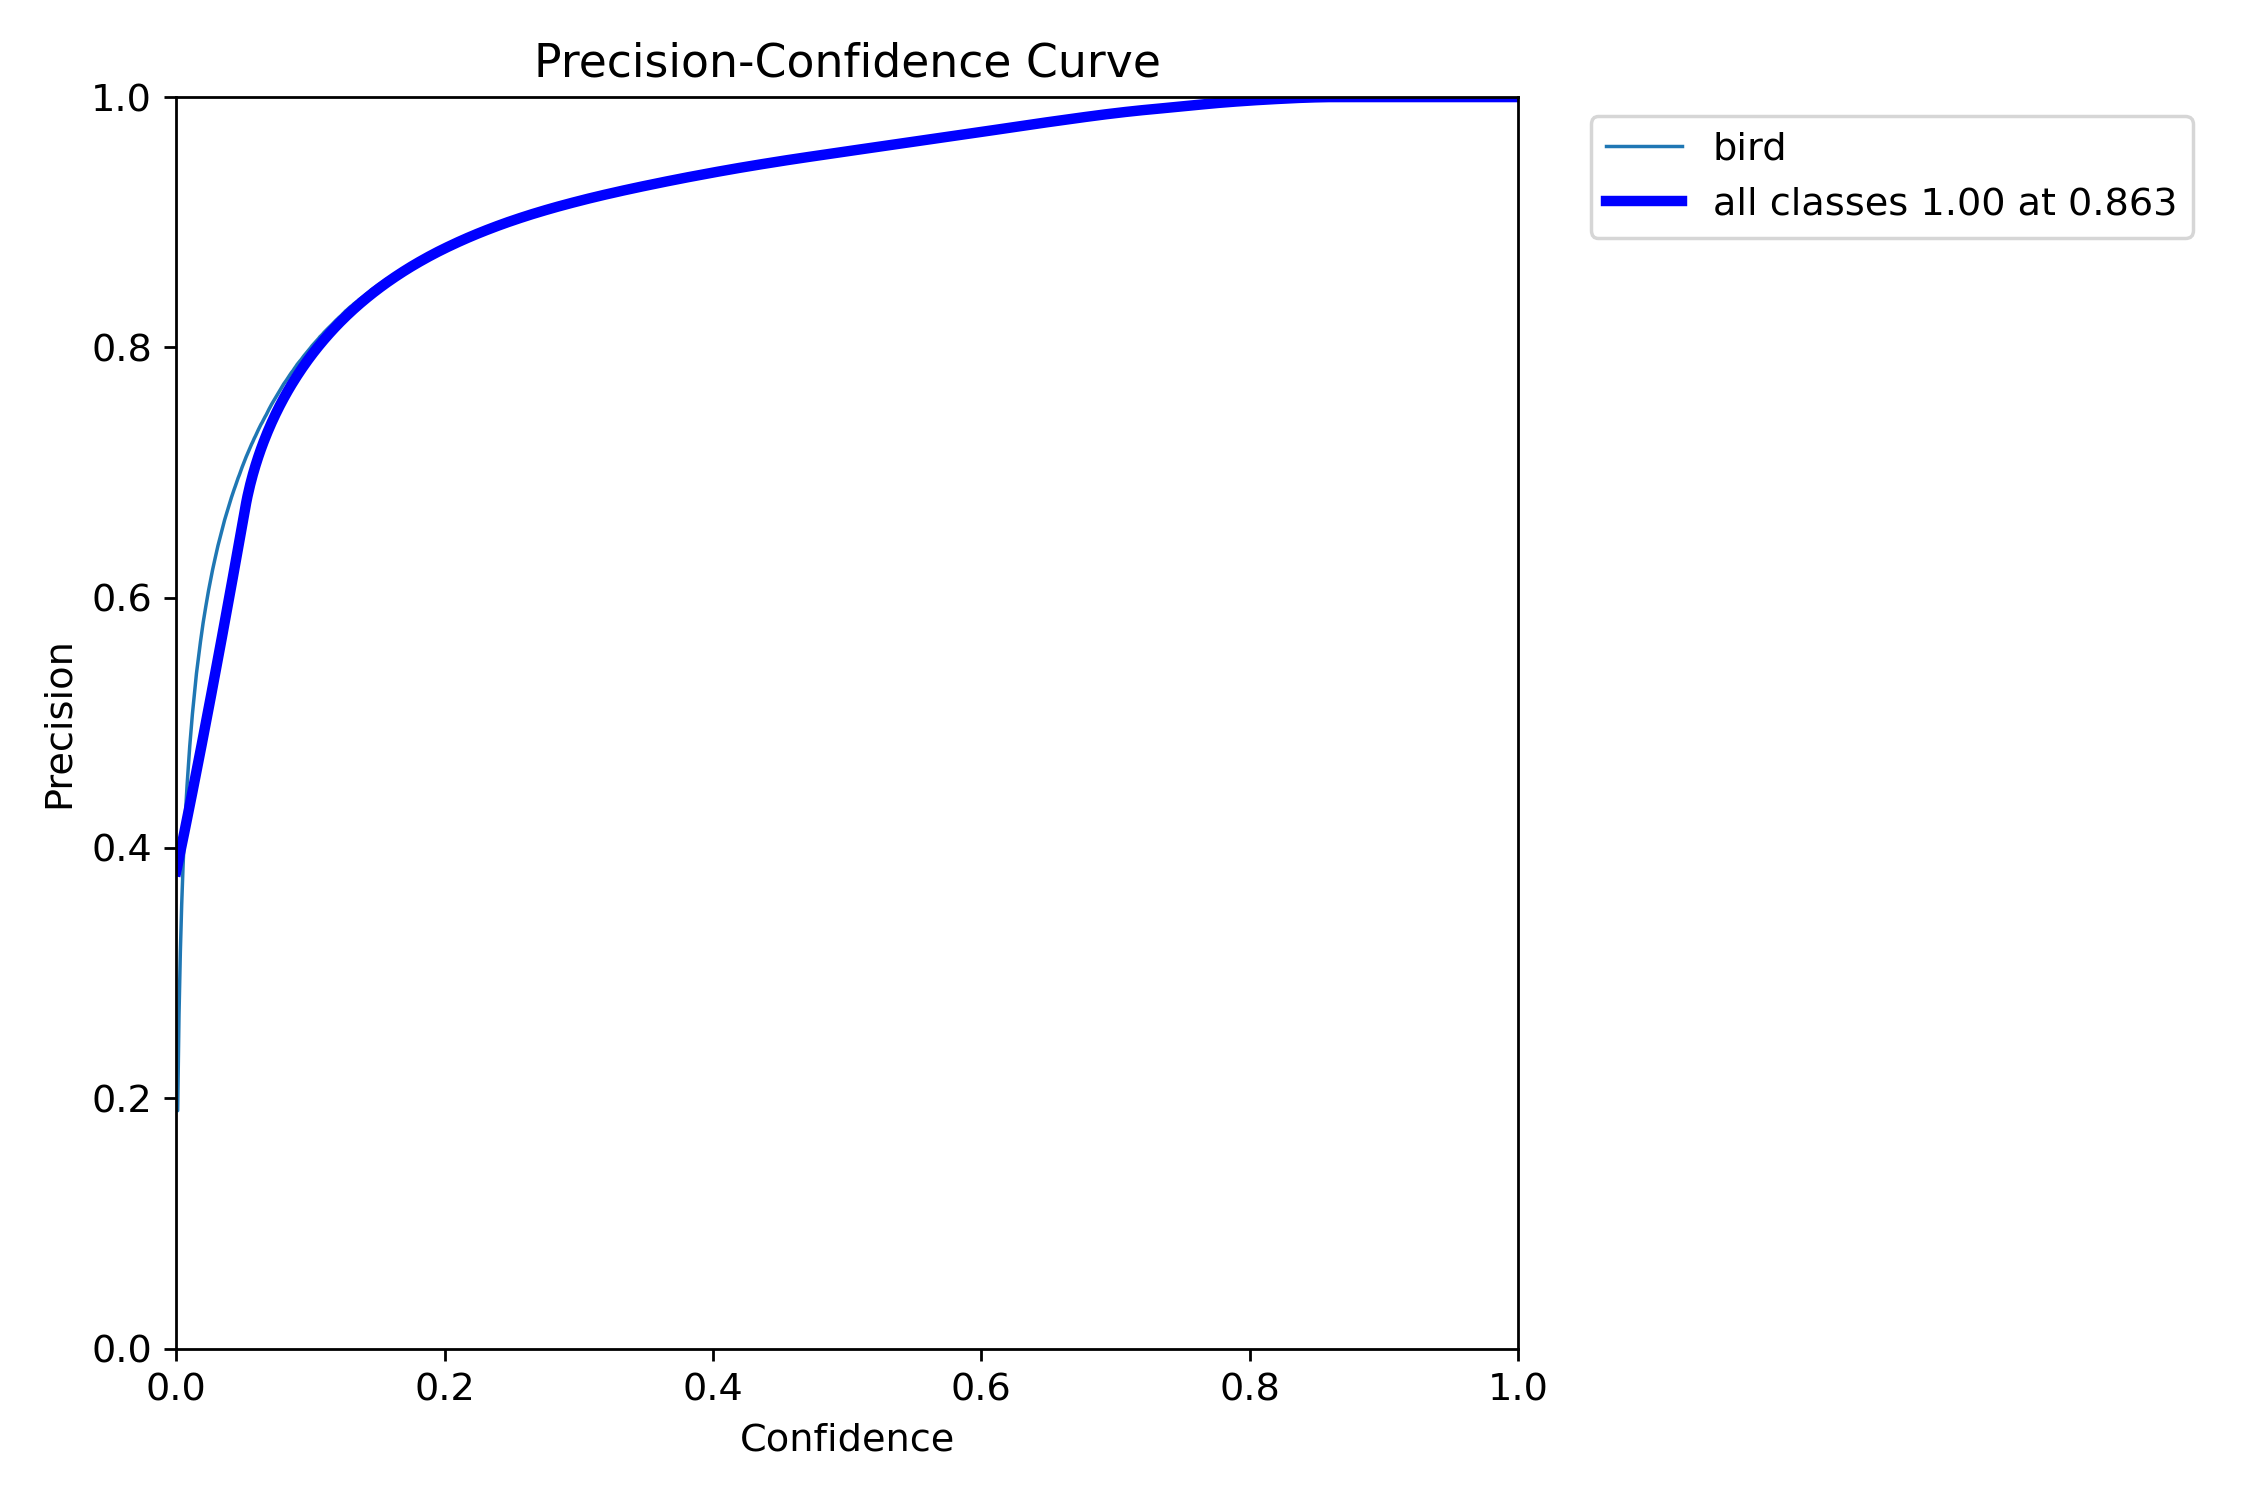 Precision-Confidence Curve
1.0
0.8
0.6
0.4
0.2
0.0
Precision
0.0 0.2 0.4 0.6 0.8 1.0
Confidence
bird
all classes 1.00 at 0.863